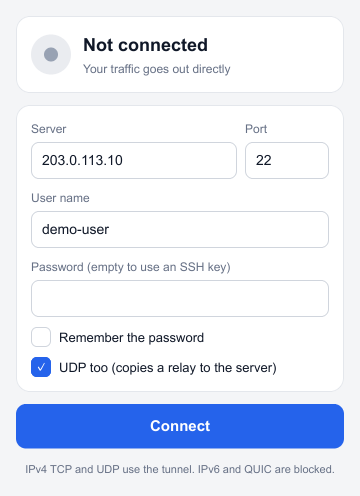 Not connected
Your traffic goes out directly
Server Port
203.0.113.10 22
User name
demo-user
Password (empty to use an SSH key)
Remember the password
UDP too (copies a relay to the server)
Connect
IPv4 TCP and UDP use the tunnel. IPv6 and QUIC are blocked.